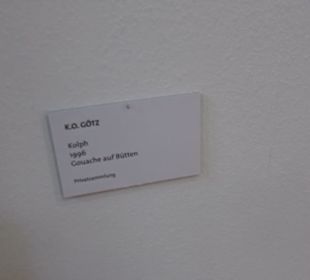 K.O. GÖTZ
Kolph
1996
Gouache auf Bütten
Privatsammlung